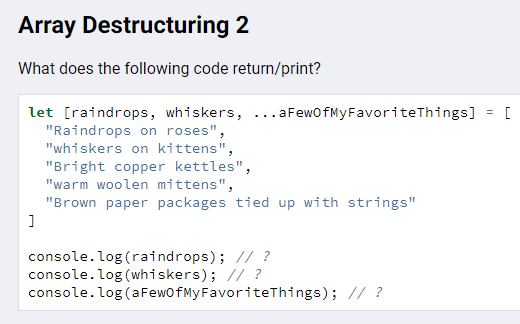 Array Destructuring 2
What does the following code return/print?
let [raindrops, whiskers, ...aFewOfMyFavoriteThings] = [
"Raindrops on roses",
"whiskers on kittens",
"Bright copper kettles",
"warm woolen mittens",
"Brown paper packages tied up with strings"
]
console.log(raindrops); // ?
console.log(whiskers); // ?
console.log(aFewOfMyFavoriteThings); // ?